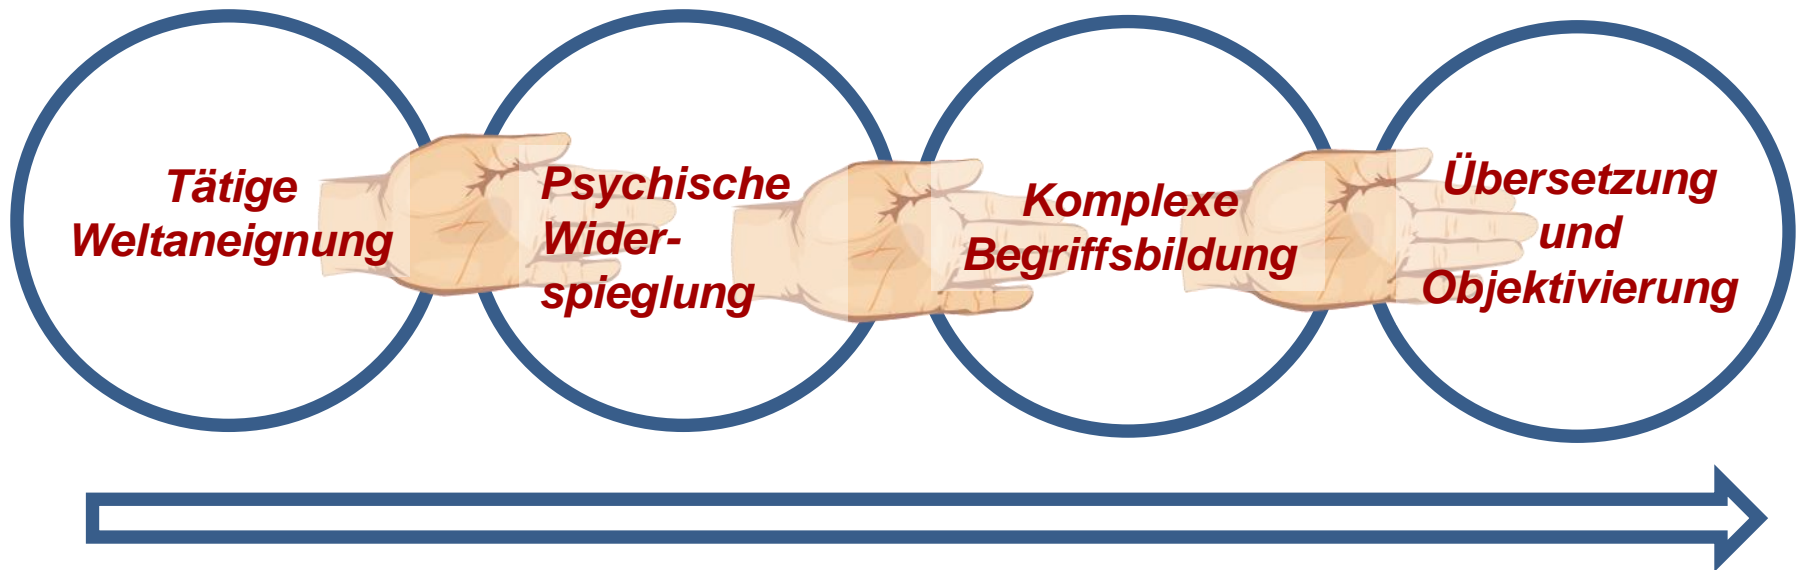 Tätige
Weltaneignung
Psychische
Wider-
spieglung
Komplexe
Begriffsbildung
Übersetzung
und
Objektivierung